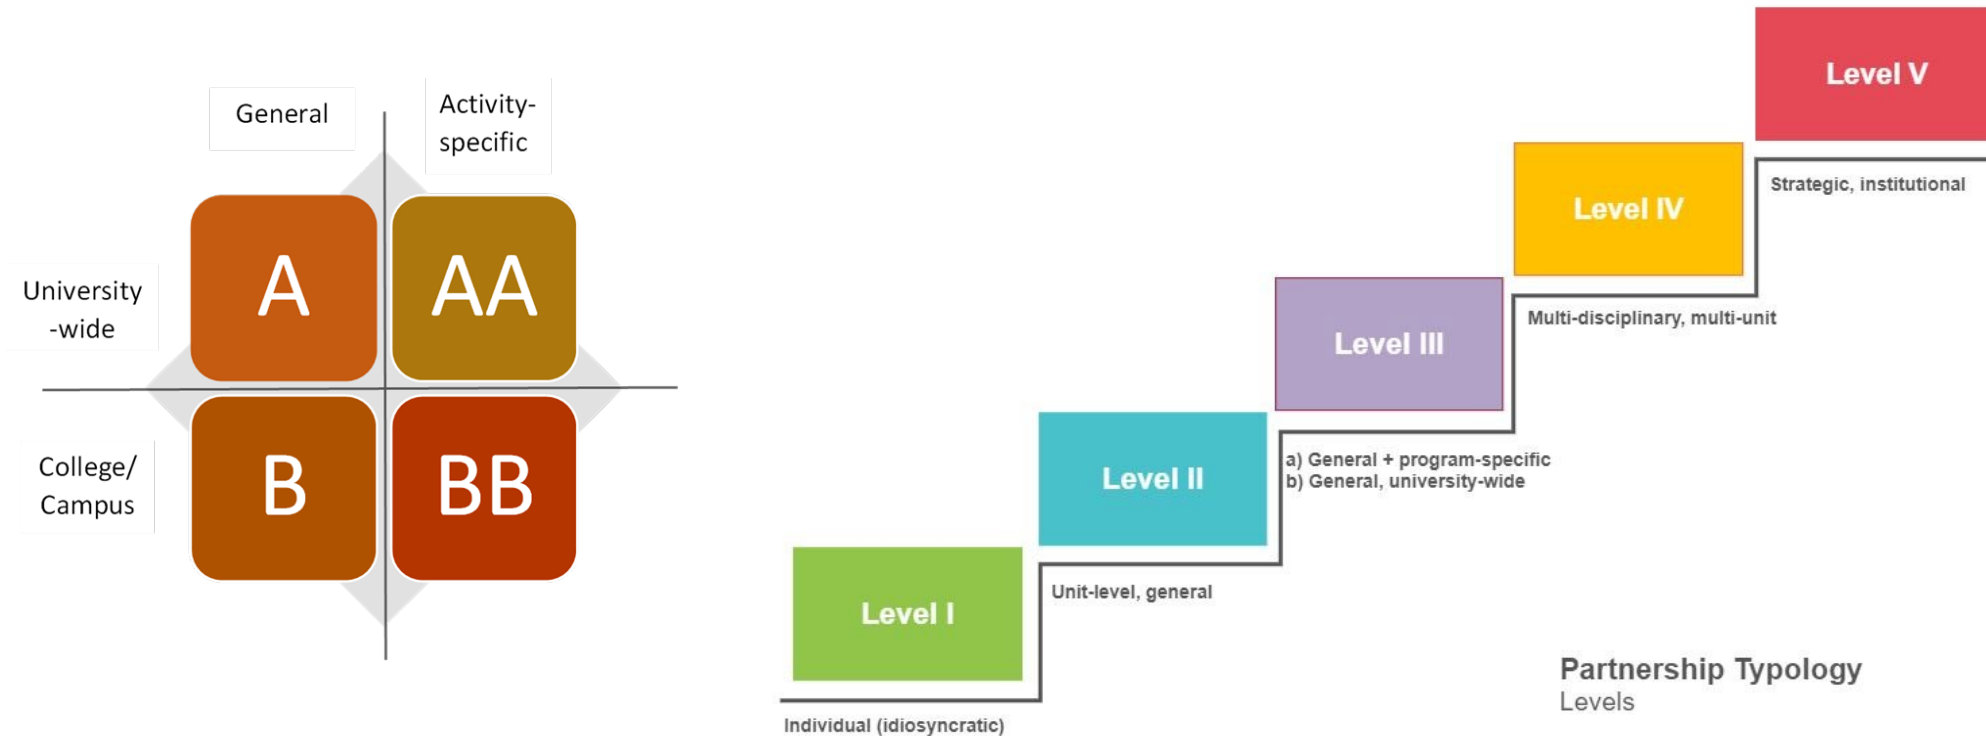 General
Activity-
specific
University
-wide
A
AA
College/
Campus
B
BB
Level V
Strategic, institutional
Level IV
Multi-disciplinary, multi-unit
Level III
a) General + program-specific
b) General, university-wide
Level II
Unit-level, general
Level I
Individual (idiosyncratic)
Partnership Typology
Levels